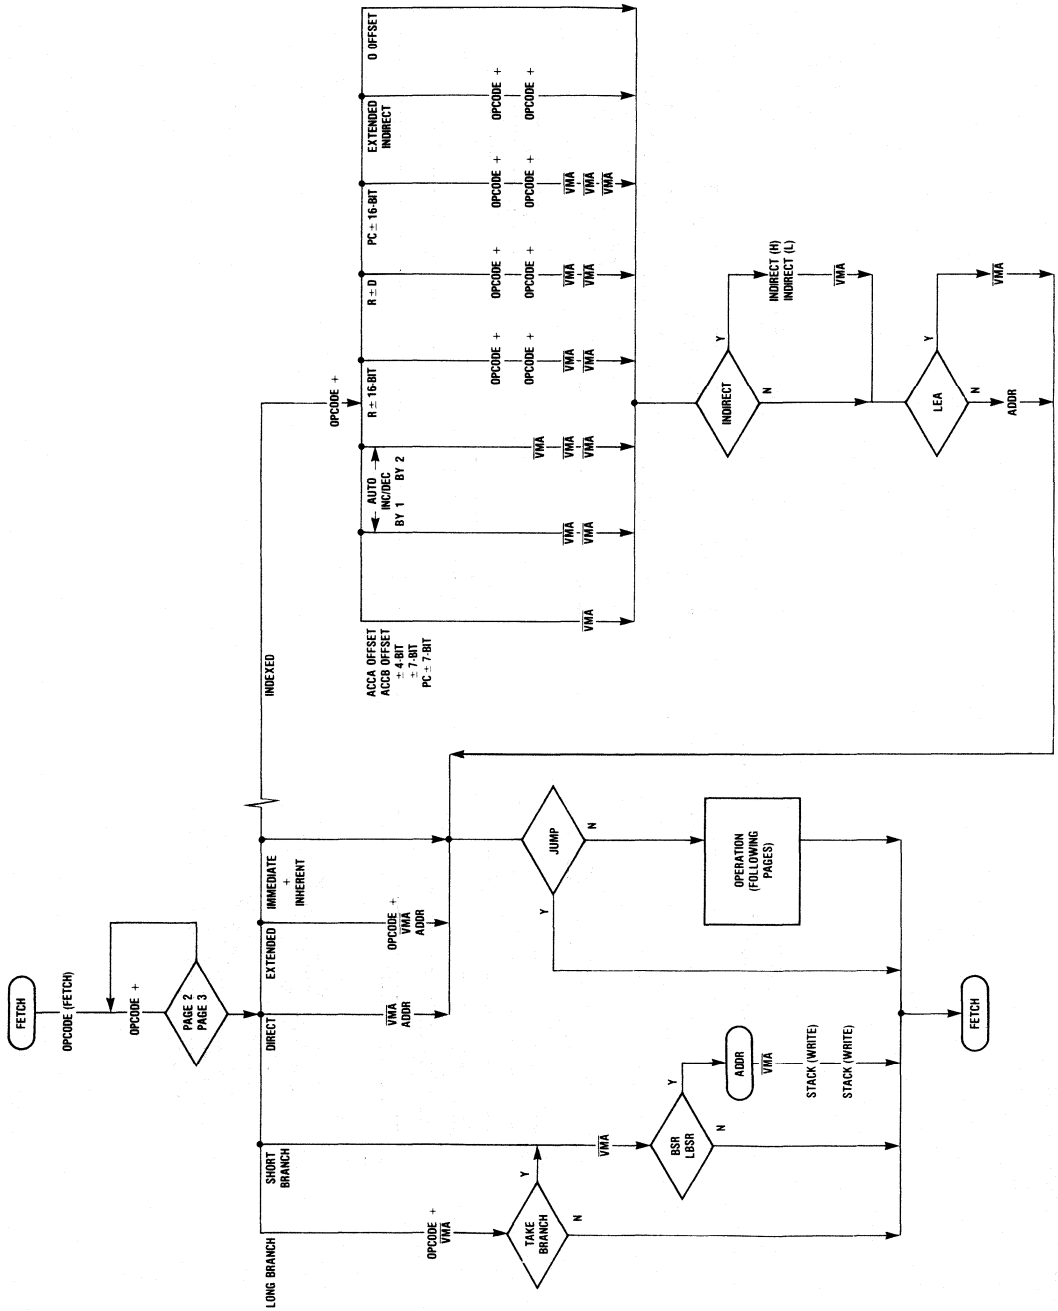 FETCH
OPCODE (FETCH)
OPCODE +
PAGE 2
PAGE 3
LONG BRANCH
OPCODE +
VMA
TAKE
BRANCH
Y
N
SHORT
BRANCH
VMA
BSR
LBSR
Y
N
ADDR
VMA
STACK (WRITE)
STACK (WRITE)
DIRECT
VMA
ADDR
EXTENDED
OPCODE +
VMA
ADDR
IMMEDIATE
+
INHERENT
JUMP
Y
N
OPERATION
(FOLLOWING
PAGES)
FETCH
INDEXED
OPCODE +
ACCA OFFSET
ACCB OFFSET
± 4-BIT
± 7-BIT
PC ± 7-BIT
VMA
AUTO
INC/DEC
BY 1 BY 2
VMA
VMA
VMA
VMA
VMA
R ± 16-BIT
OPCODE +
OPCODE +
VMA
VMA
R ± D
OPCODE +
OPCODE +
VMA
VMA
PC ± 16-BIT
OPCODE +
OPCODE +
VMA
VMA
VMA
EXTENDED
INDIRECT
OPCODE +
OPCODE +
0 OFFSET
INDIRECT
Y
N
INDIRECT (H)
INDIRECT (L)
VMA
LEA
Y
N
VMA
ADDR